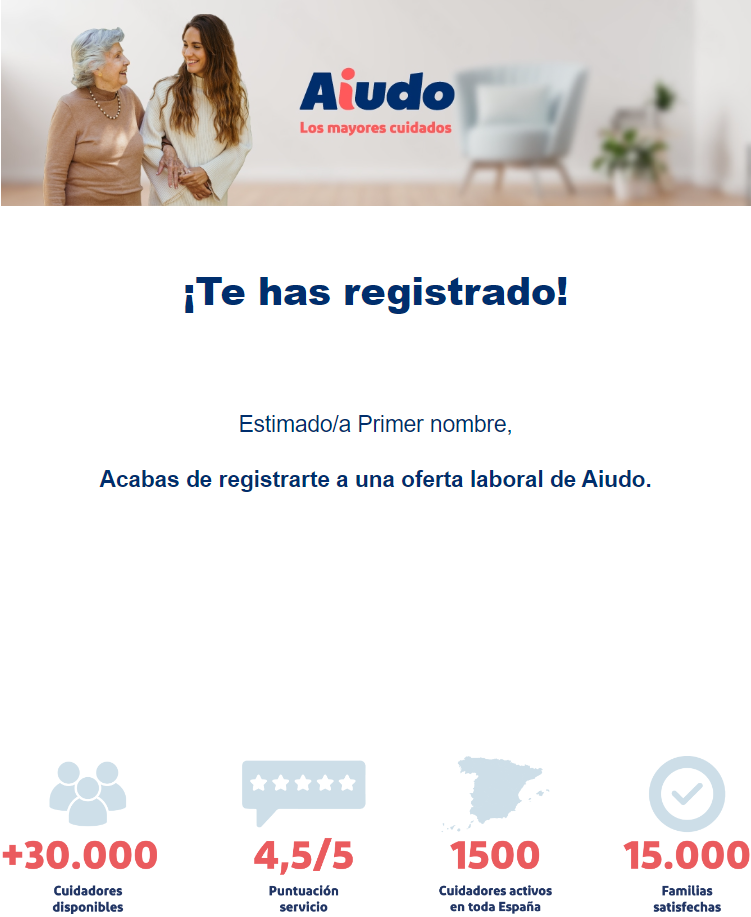 Aiudo
Los mayores cuidados
¡Te has registrado!
Estimado/a Primer nombre,
Acabas de registrarte a una oferta laboral de Aiudo.
+30.000
Cuidadores
disponibles
4,5/5
Puntuación
servicio
1500
Cuidadores activos
en toda España
15.000
Familias
satisfechas